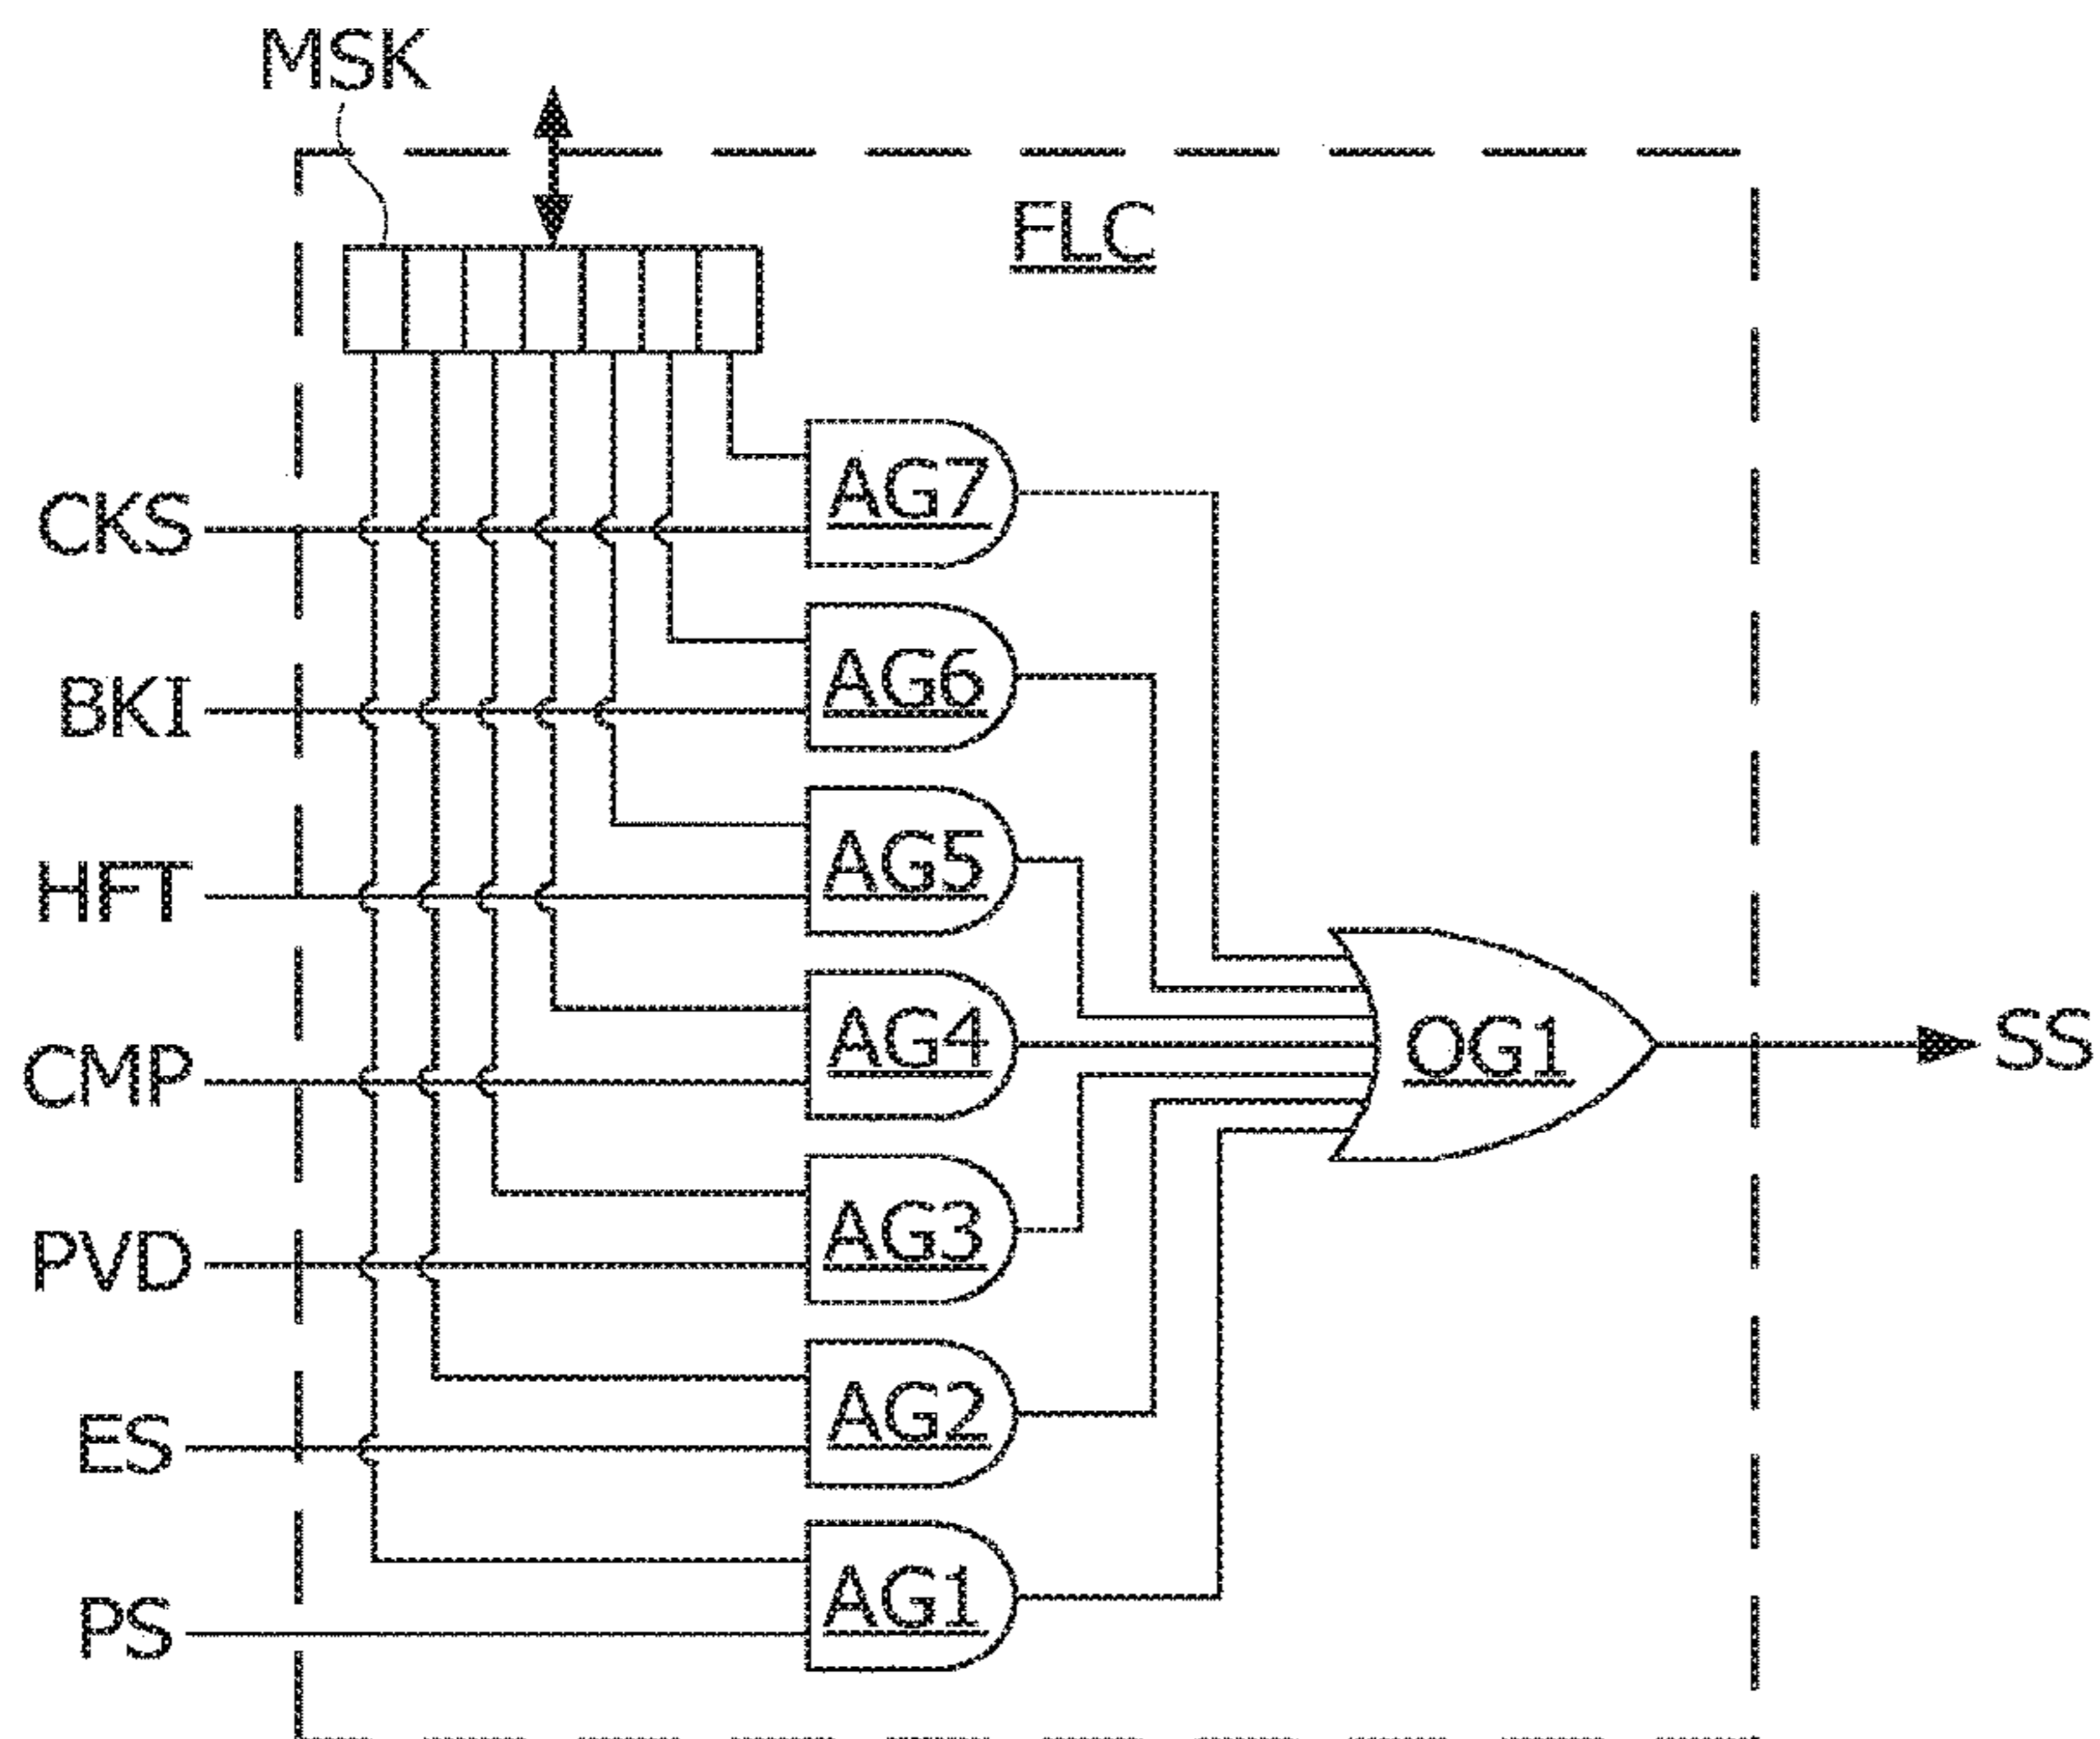 MSK
FLC
CKS
AG7
BKI
AG6
HFT
AG5
CMP
AG4
OG1
SS
PVD
AG3
ES
AG2
PS
AG1